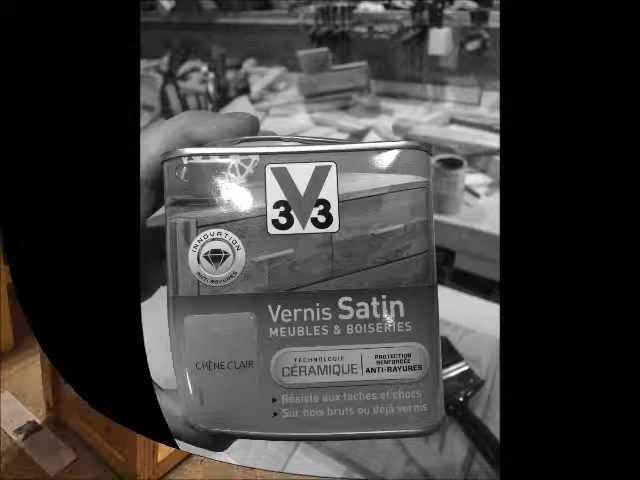 3V3
INNOVATION
ANTI-RAYURES
Vernis Satin
MEUBLES & BOISERIES
CHÊNE CLAIR
TECHNOLOGIE
CÉRAMIQUE
PROTECTION
RENFORCÉE
ANTI-RAYURES
Résiste aux taches et chocs
Sur bois bruts ou déjà vernis